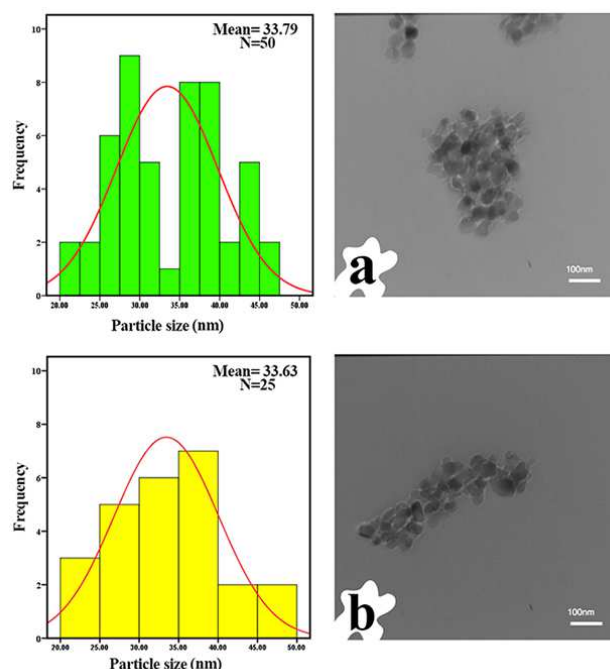 Mean= 33.79
N=50
10
8
6
4
2
0
Frequency
20.00 25.00 30.00 35.00 40.00 45.00 50.00
Particle size (nm)
a
100nm
Mean= 33.63
N=25
10
8
6
4
2
0
Frequency
20.00 25.00 30.00 35.00 40.00 45.00 50.00
Particle size (nm)
b
100nm